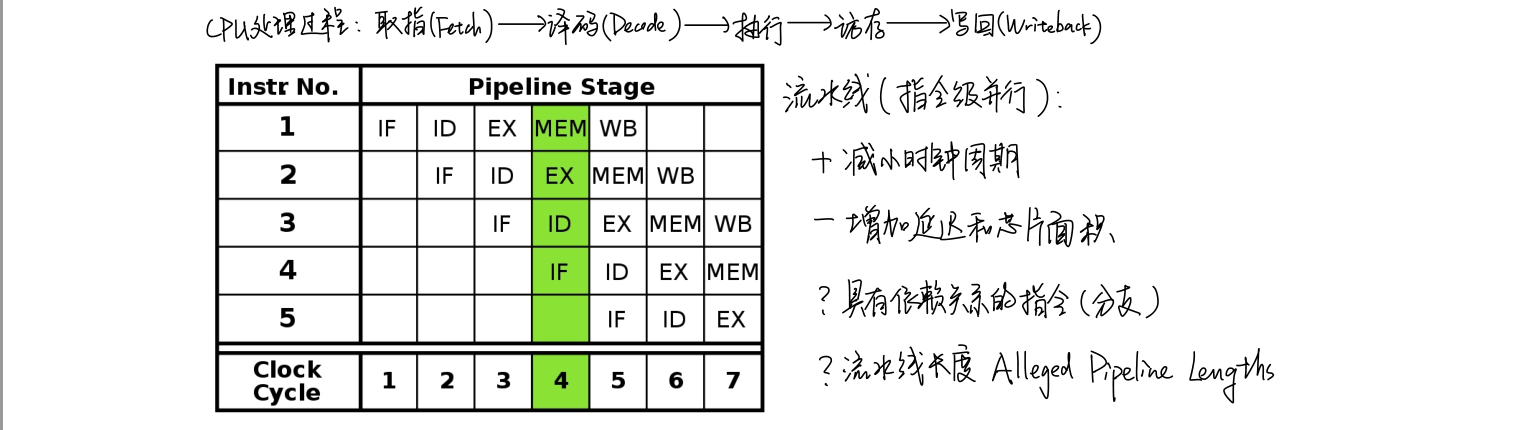 CPU处理过程: 取指(Fetch)→译码(Decode)→执行→访存→写回(Writeback)
Instr No. Pipeline Stage
1 IF ID EX MEM WB
2 IF ID EX MEM WB
3 IF ID EX MEM WB
4 IF ID EX MEM
5 IF ID EX
Clock Cycle 1 2 3 4 5 6 7
流水线(指令级并行):
+ 减小时钟周期
- 增加延迟和芯片面积
? 具有依赖关系的指令(分支)
? 流水线长度 Alleged Pipeline Lengths